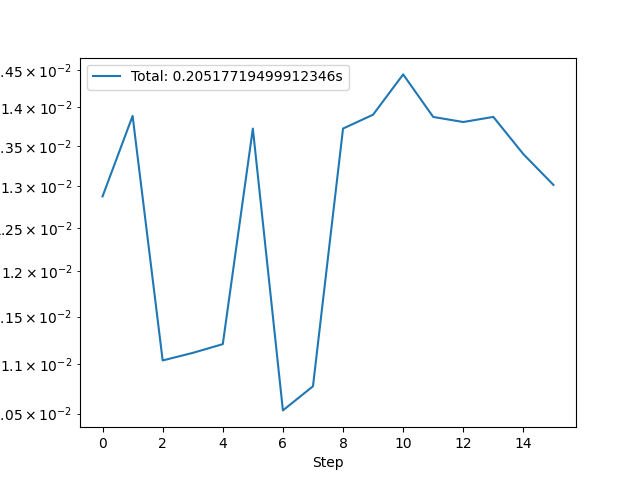 Total: 0.20517719499912346s
.45 × 10⁻²
1.4 × 10⁻²
.35 × 10⁻²
1.3 × 10⁻²
.25 × 10⁻²
1.2 × 10⁻²
.15 × 10⁻²
1.1 × 10⁻²
.05 × 10⁻²
0 2 4 6 8 10 12 14
Step